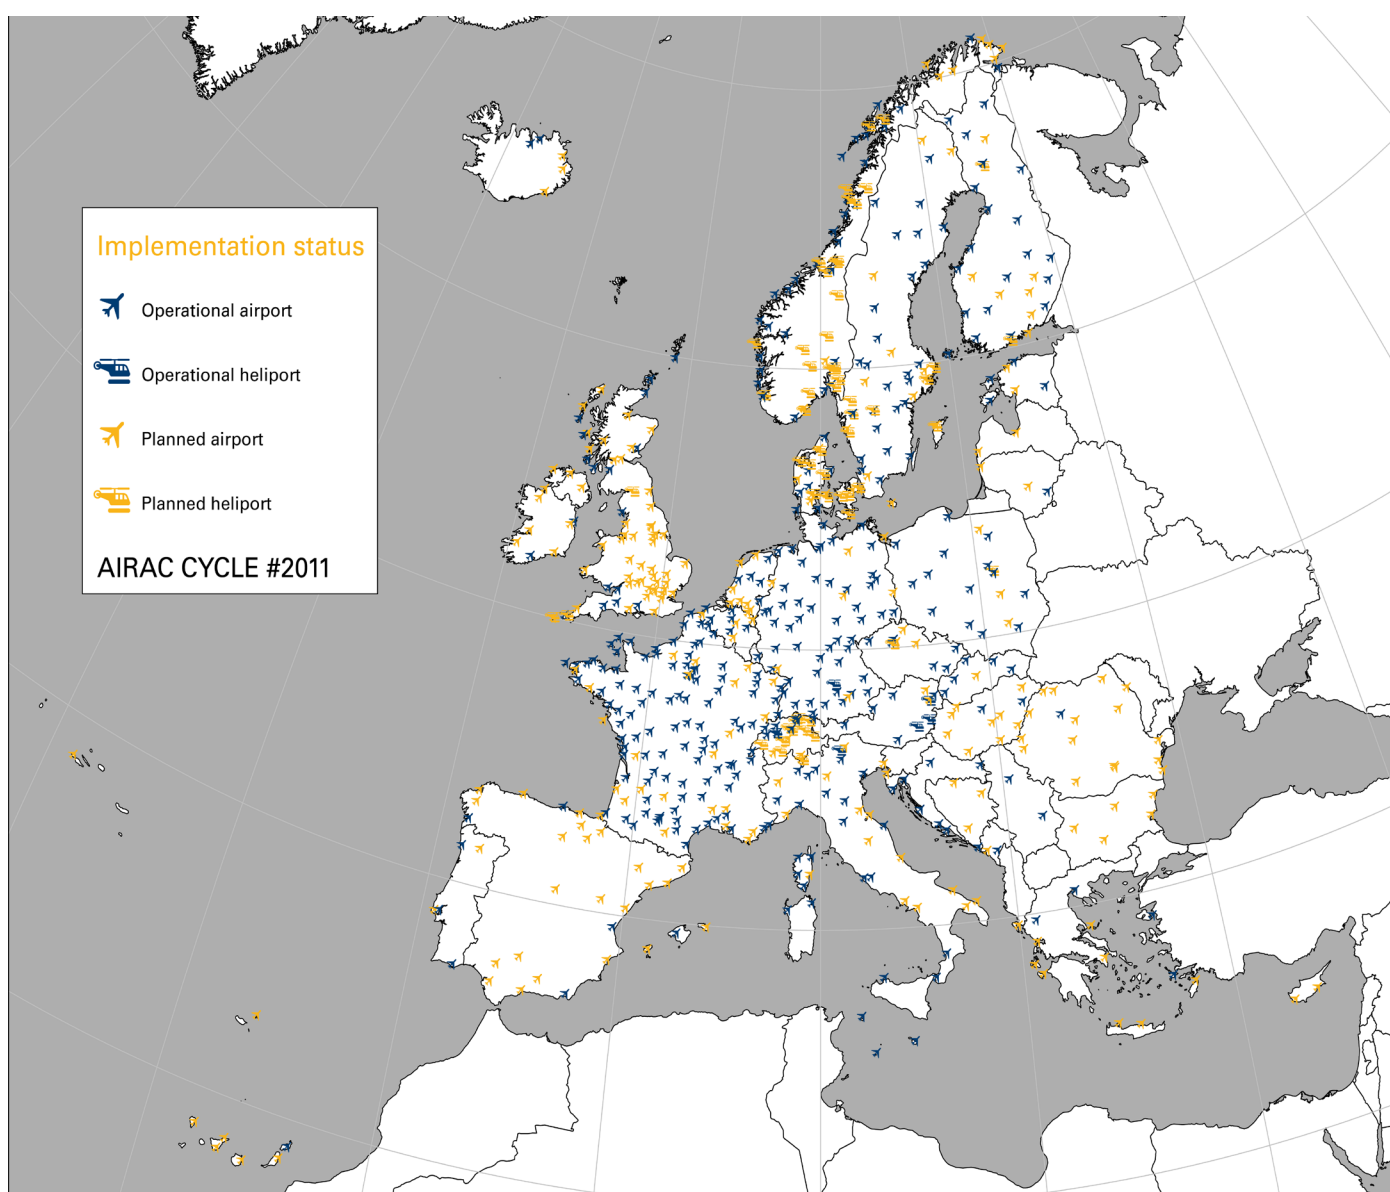 Implementation status
Operational airport
Operational heliport
Planned airport
Planned heliport
AIRAC CYCLE #2011